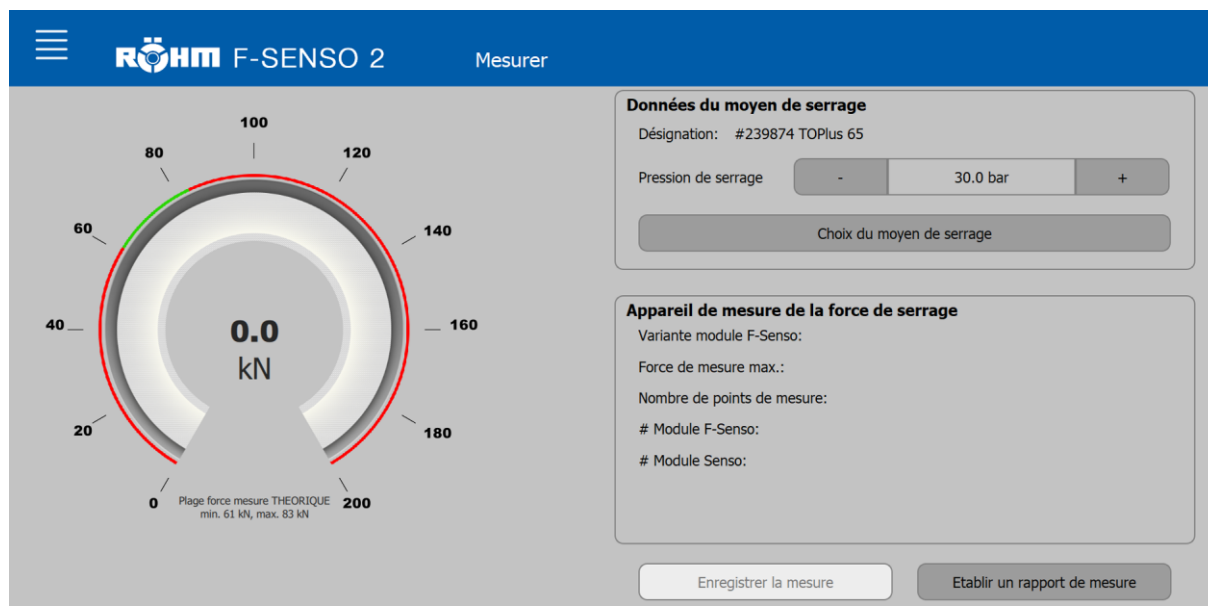 RÖHM F-SENSO 2 Mesurer
100
80
120
60
140
40
160
20
180
0
200
0.0
kN
Plage force mesure THEORIQUE
min. 61 kN, max. 83 kN
Données du moyen de serrage
Désignation: #239874 TOPlus 65
Pression de serrage - 30.0 bar +
Choix du moyen de serrage
Appareil de mesure de la force de serrage
Variante module F-Senso:
Force de mesure max.:
Nombre de points de mesure:
# Module F-Senso:
# Module Senso:
Enregistrer la mesure
Etablir un rapport de mesure